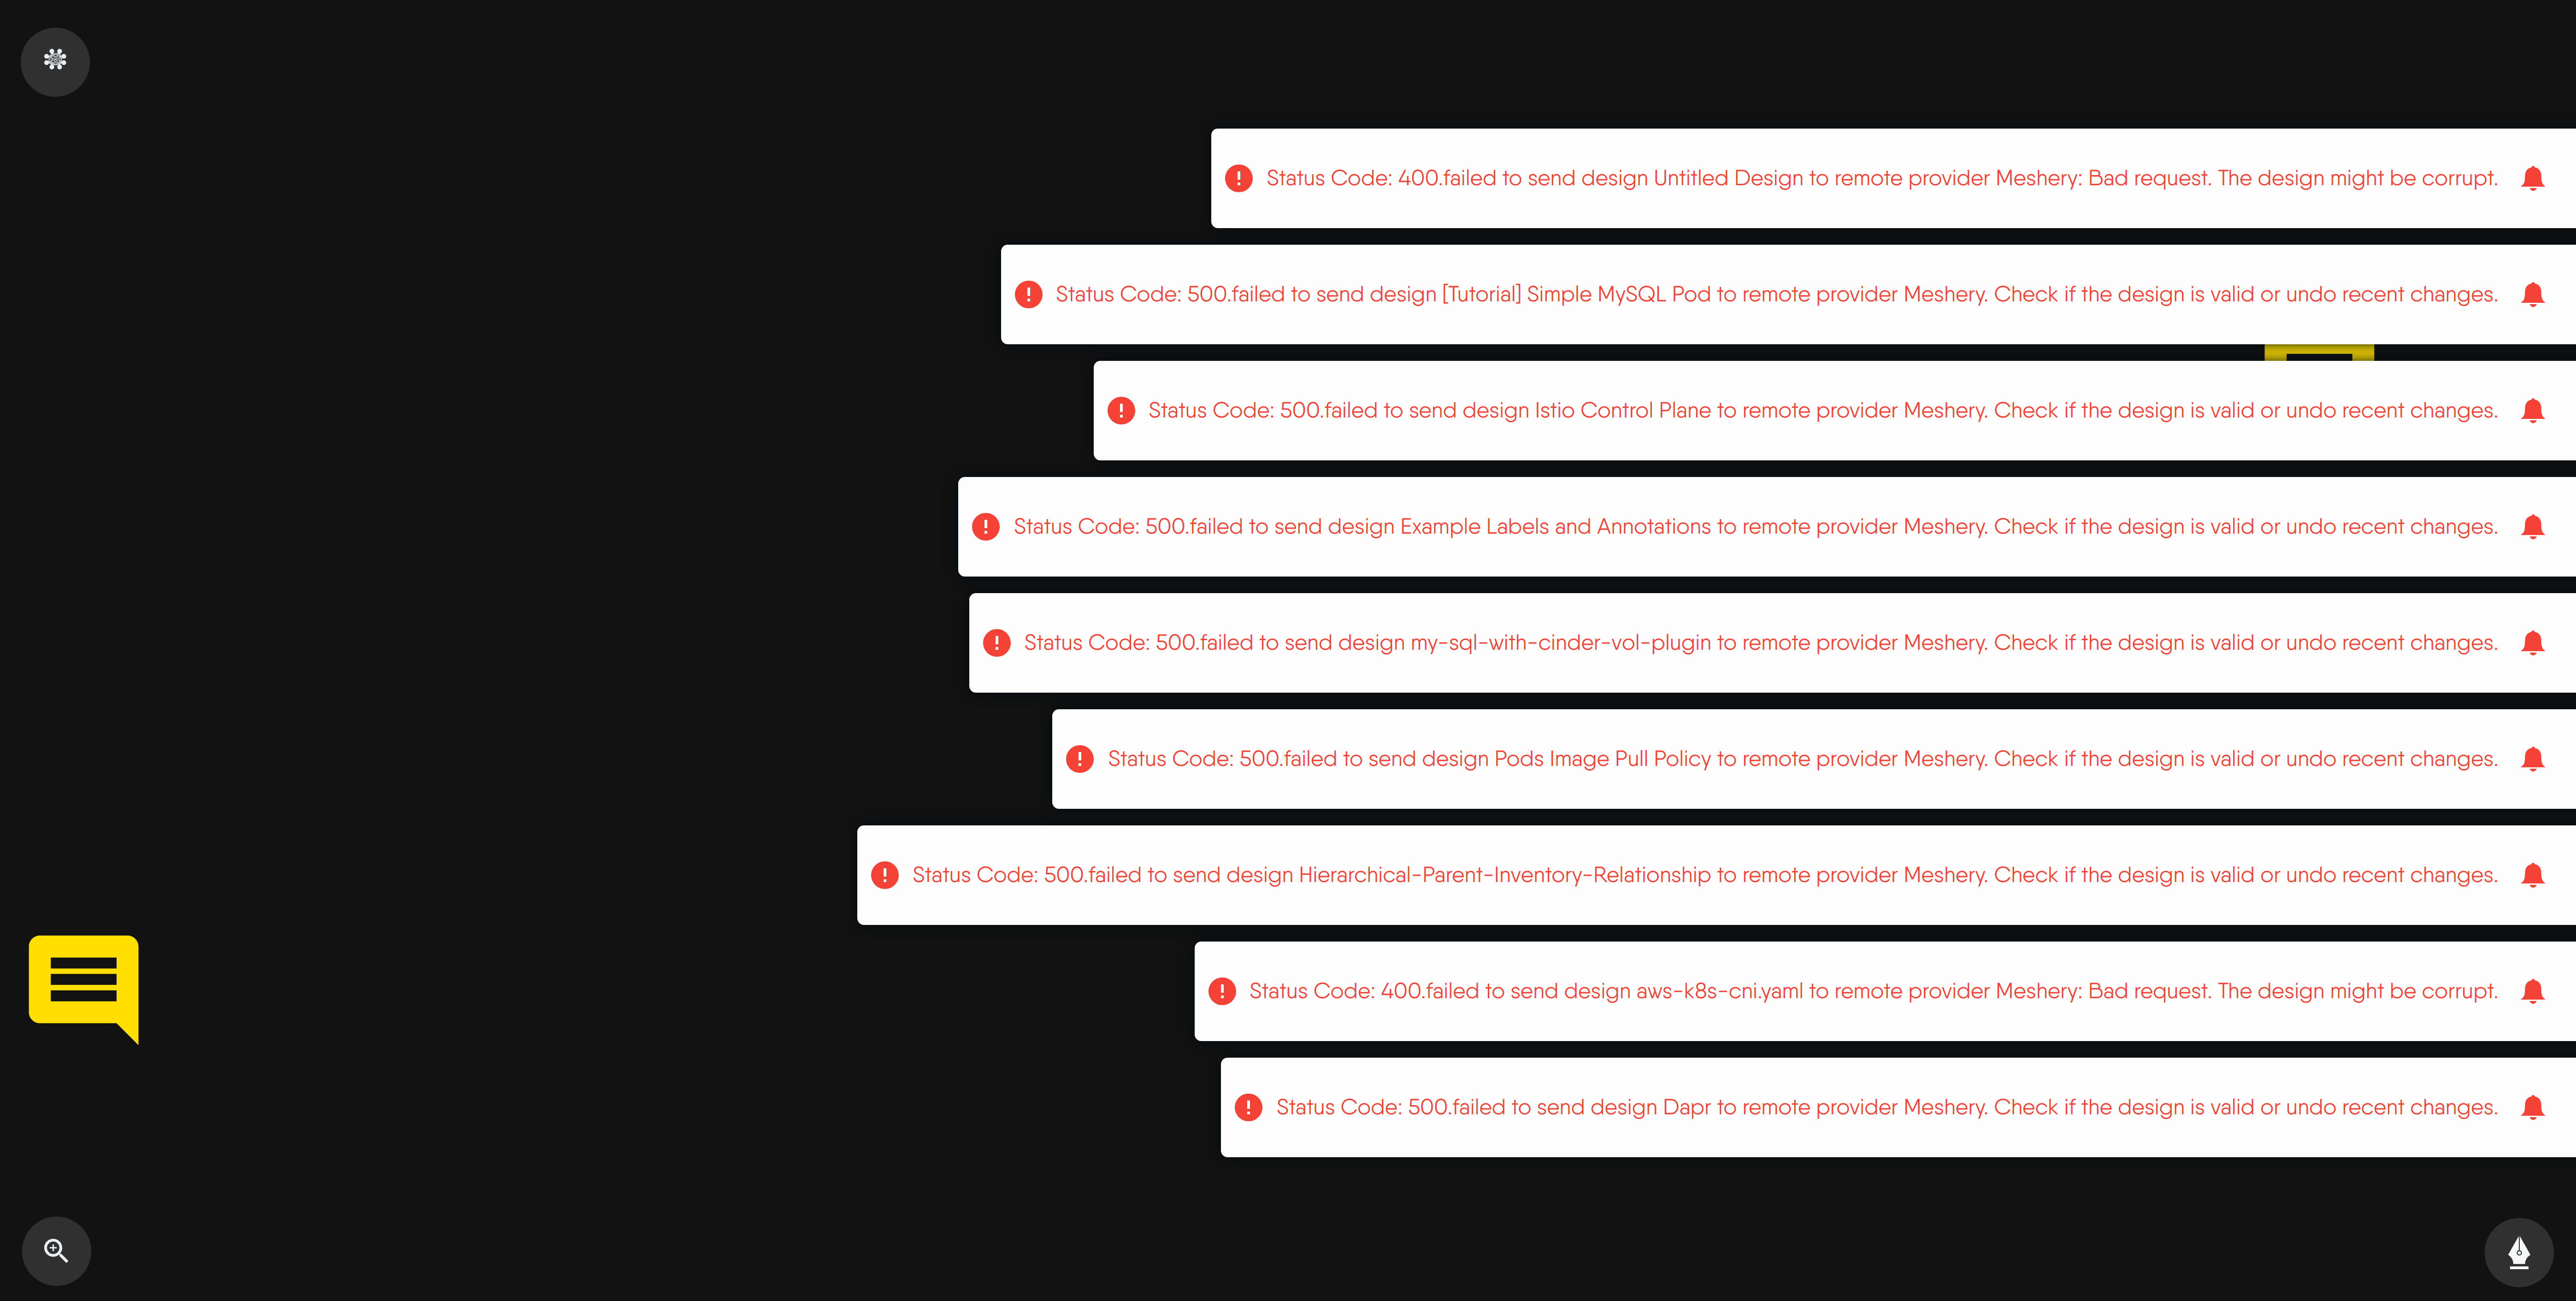 Status Code: 400.failed to send design Untitled Design to remote provider Meshery: Bad request. The design might be corrupt.
Status Code: 500.failed to send design [Tutorial] Simple MySQL Pod to remote provider Meshery. Check if the design is valid or undo recent changes.
Status Code: 500.failed to send design Istio Control Plane to remote provider Meshery. Check if the design is valid or undo recent changes.
Status Code: 500.failed to send design Example Labels and Annotations to remote provider Meshery. Check if the design is valid or undo recent changes.
Status Code: 500.failed to send design my-sql-with-cinder-vol-plugin to remote provider Meshery. Check if the design is valid or undo recent changes.
Status Code: 500.failed to send design Pods Image Pull Policy to remote provider Meshery. Check if the design is valid or undo recent changes.
Status Code: 500.failed to send design Hierarchical-Parent-Inventory-Relationship to remote provider Meshery. Check if the design is valid or undo recent changes.
Status Code: 400.failed to send design aws-k8s-cni.yaml to remote provider Meshery: Bad request. The design might be corrupt.
Status Code: 500.failed to send design Dapr to remote provider Meshery. Check if the design is valid or undo recent changes.